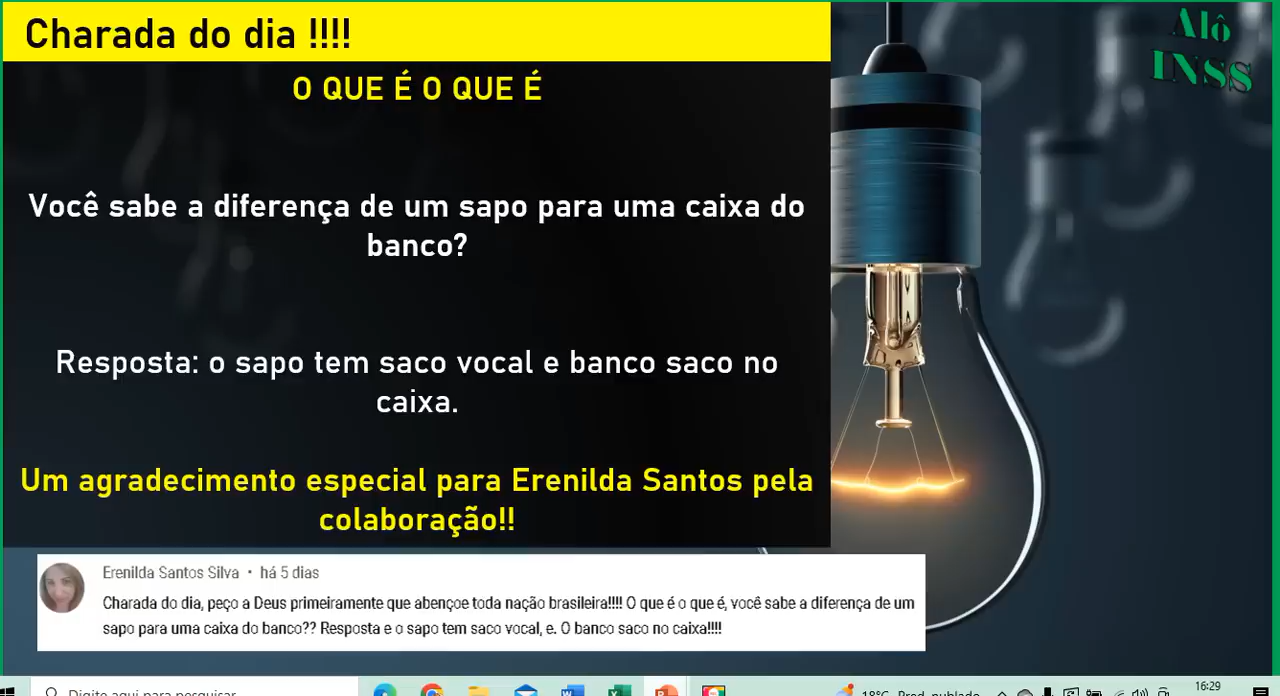 Charada do dia !!!!
Alô
INSS
O QUE É O QUE É
Você sabe a diferença de um sapo para uma caixa do
banco?
Resposta: o sapo tem saco vocal e banco saco no
caixa.
Um agradecimento especial para Erenilda Santos pela
colaboração!!
Erenilda Santos Silva • há 5 dias
Charada do dia, peço a Deus primeiramente que abençoe toda nação brasileira!!!! O que é o que é, você sabe a diferença de um
sapo para uma caixa do banco?? Resposta e o sapo tem saco vocal, e. O banco saco no caixa!!!!
Digite aqui para pesquisar
18°C Pred. nublado
16:29